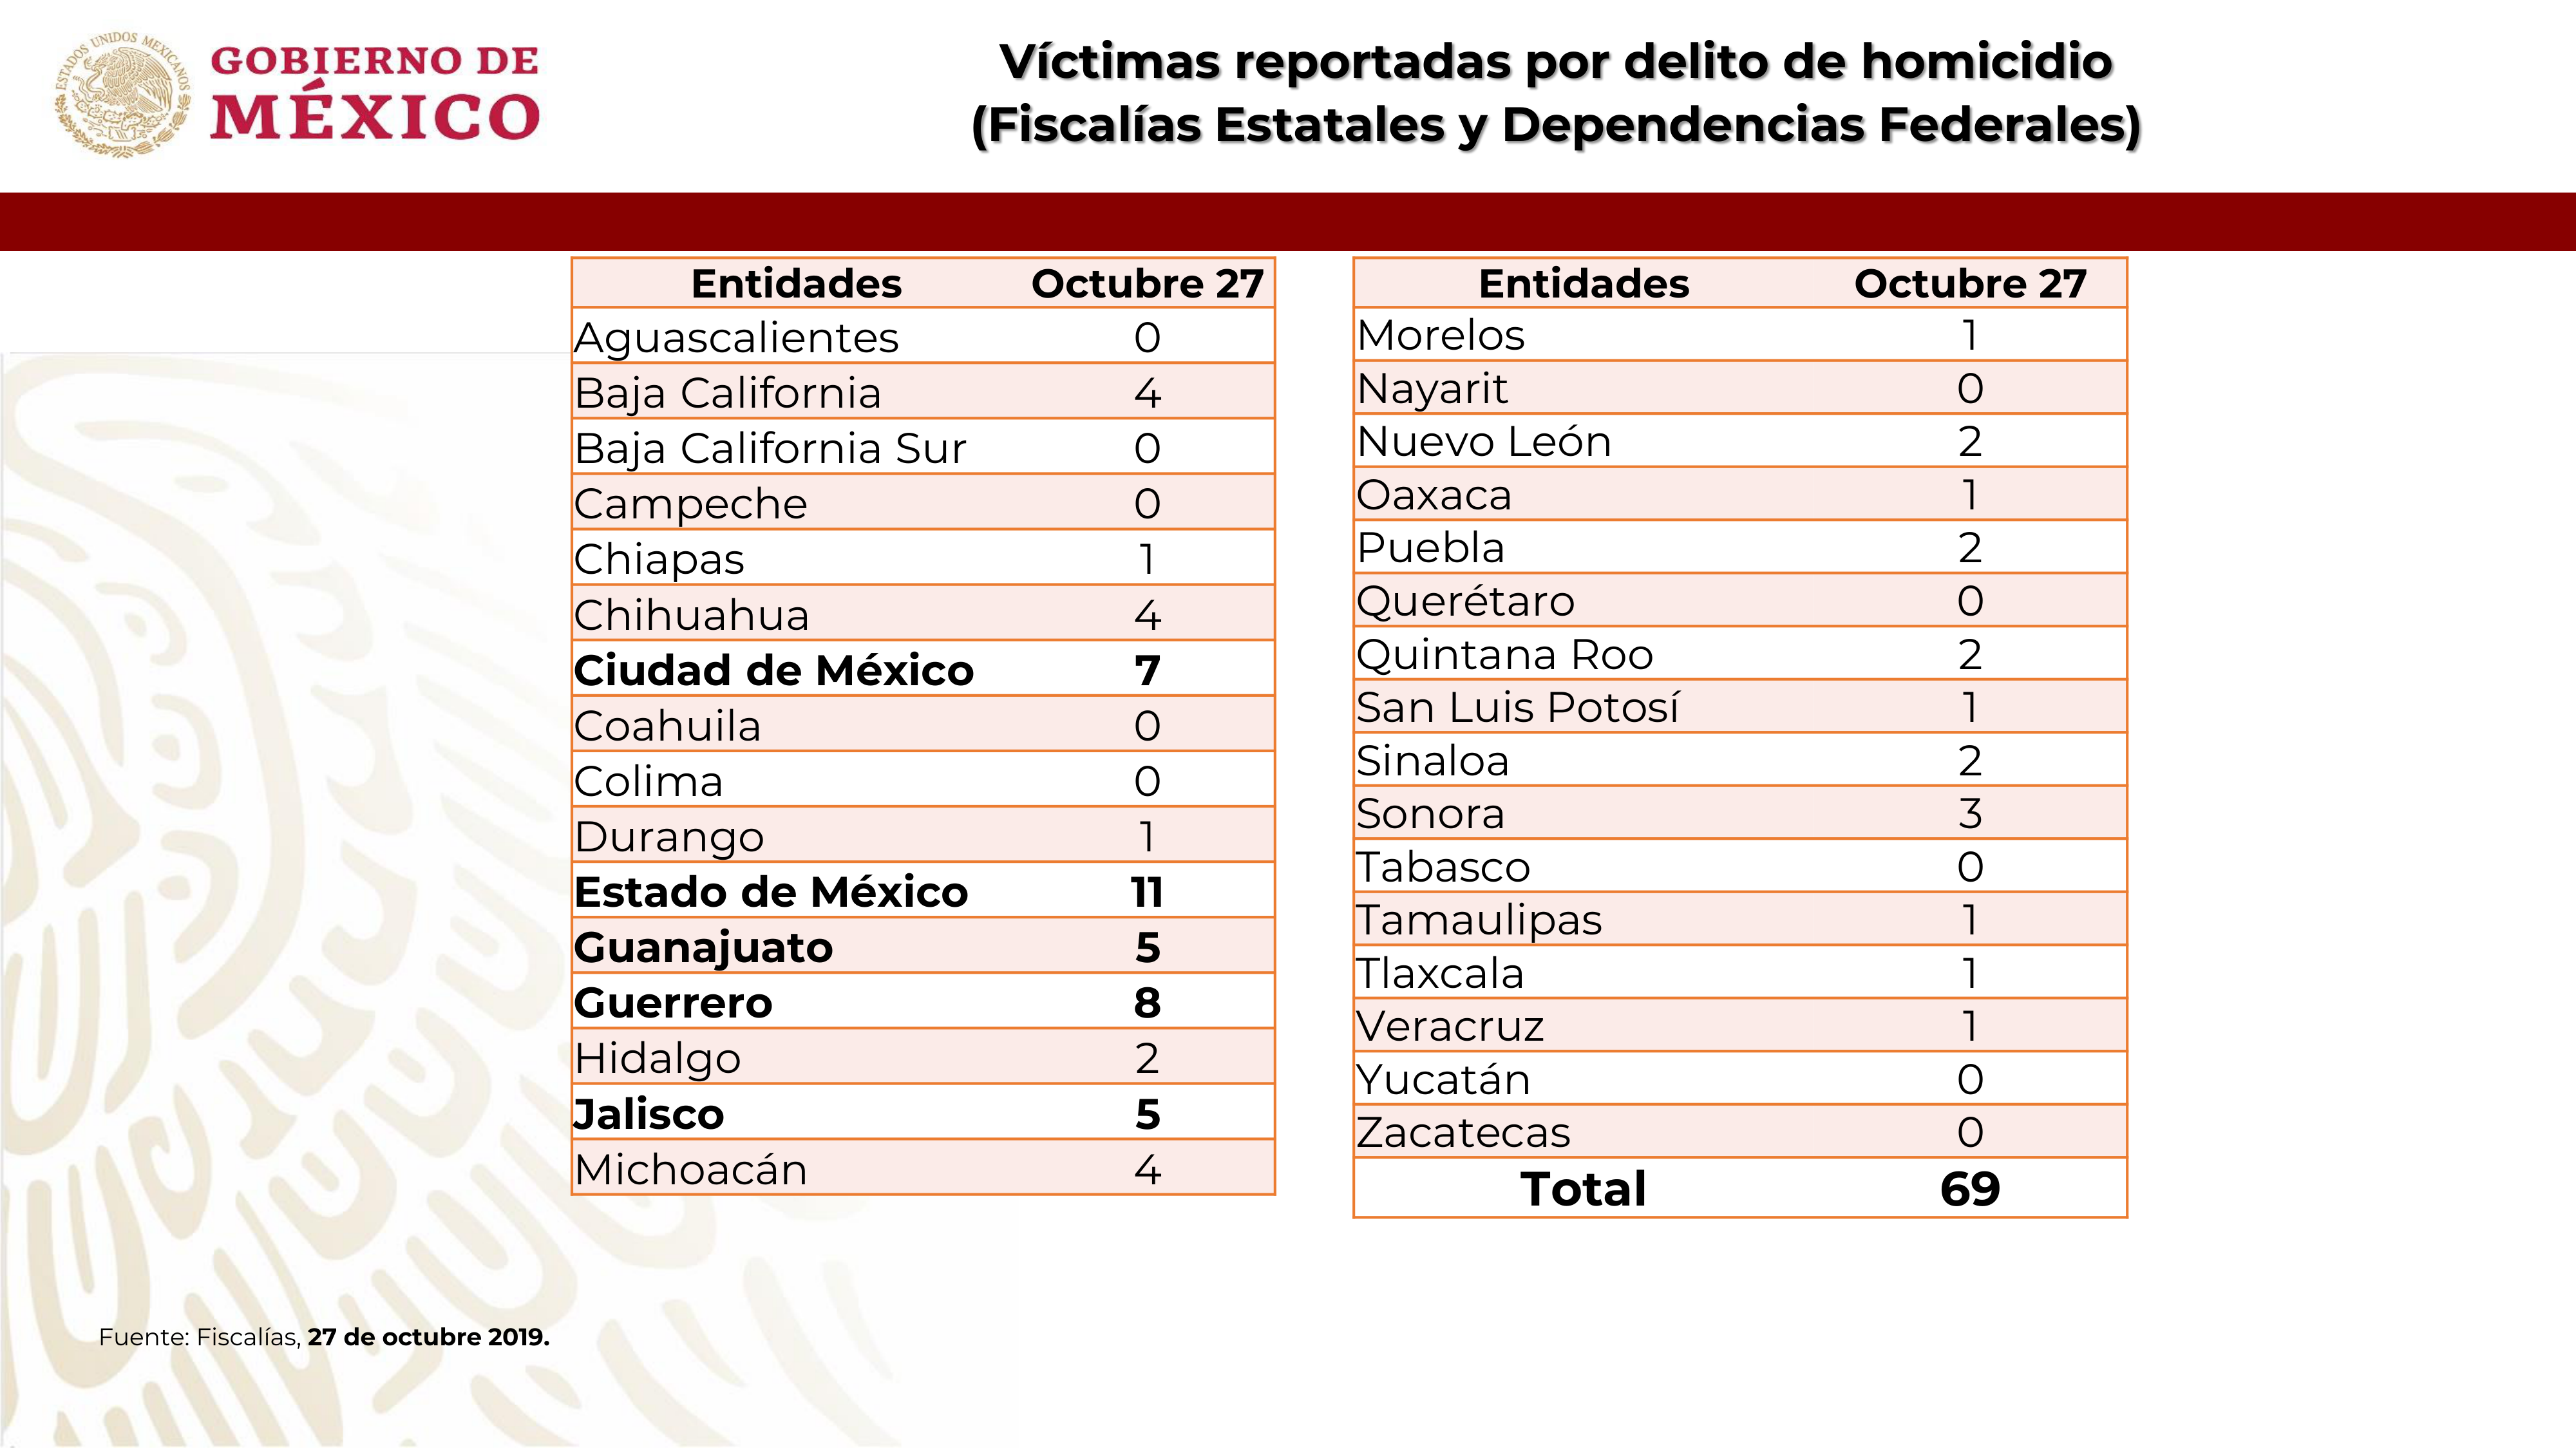 ESTADOS UNIDOS MEXICANOS
GOBIERNO DE
MÉXICO
Víctimas reportadas por delito de homicidio
(Fiscalías Estatales y Dependencias Federales)
Entidades Octubre 27
Aguascalientes 0
Baja California 4
Baja California Sur 0
Campeche 0
Chiapas 1
Chihuahua 4
Ciudad de México 7
Coahuila 0
Colima 0
Durango 1
Estado de México 11
Guanajuato 5
Guerrero 8
Hidalgo 2
Jalisco 5
Michoacán 4
Entidades Octubre 27
Morelos 1
Nayarit 0
Nuevo León 2
Oaxaca 1
Puebla 2
Querétaro 0
Quintana Roo 2
San Luis Potosí 1
Sinaloa 2
Sonora 3
Tabasco 0
Tamaulipas 1
Tlaxcala 1
Veracruz 1
Yucatán 0
Zacatecas 0
Total 69
Fuente: Fiscalías, 27 de octubre 2019.